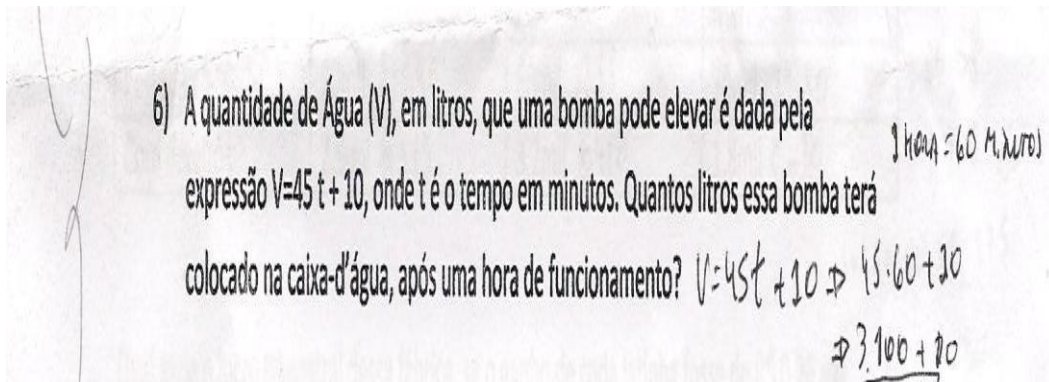 6) A quantidade de Água (V), em litros, que uma bomba pode elevar é dada pela
1 HORA = 60 MINUTOS
expressão V=45 t + 10, onde t é o tempo em minutos. Quantos litros essa bomba terá
colocado na caixa-d'água, após uma hora de funcionamento? V=45t + 10 ⇒ 45.60 + 10
⇒ + 10